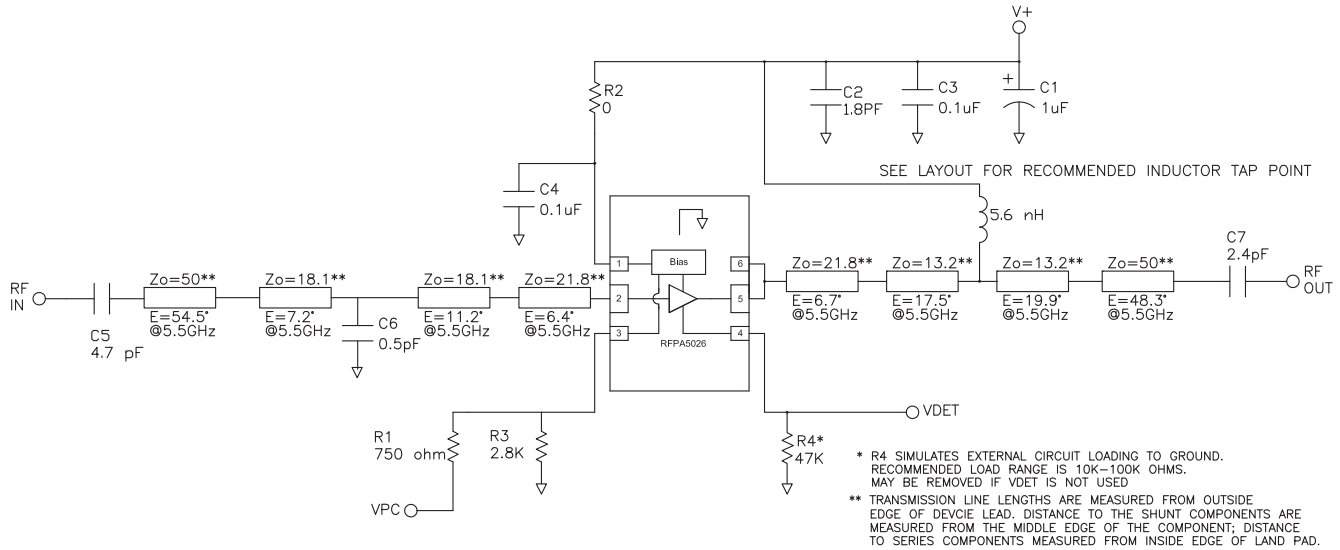 V+
R2
0
C2
1.8PF
C3
0.1uF
+
C1
1uF
SEE LAYOUT FOR RECOMMENDED INDUCTOR TAP POINT
C4
0.1uF
5.6 nH
C7
2.4pF
1
Bias
6
RF
IN
Zo=50**
Zo=18.1**
Zo=18.1**
Zo=21.8**
2
5
Zo=21.8**
Zo=13.2**
Zo=13.2**
Zo=50**
RF
OUT
E=54.5°
@5.5GHz
E=7.2°
@5.5GHz
E=11.2°
@5.5GHz
E=6.4°
@5.5GHz
E=6.7°
@5.5GHz
E=17.5°
@5.5GHz
E=19.9°
@5.5GHz
E=48.3°
@5.5GHz
C5
4.7 pF
C6
0.5pF
3
4
RFPA5026
R1
750 ohm
R3
2.8K
VPC
VDET
R4*
47K
* R4 SIMULATES EXTERNAL CIRCUIT LOADING TO GROUND.
RECOMMENDED LOAD RANGE IS 10K-100K OHMS.
MAY BE REMOVED IF VDET IS NOT USED
** TRANSMISSION LINE LENGTHS ARE MEASURED FROM OUTSIDE
EDGE OF DEVCIE LEAD. DISTANCE TO THE SHUNT COMPONENTS ARE
MEASURED FROM THE MIDDLE EDGE OF THE COMPONENT; DISTANCE
TO SERIES COMPONENTS MEASURED FROM INSIDE EDGE OF LAND PAD.